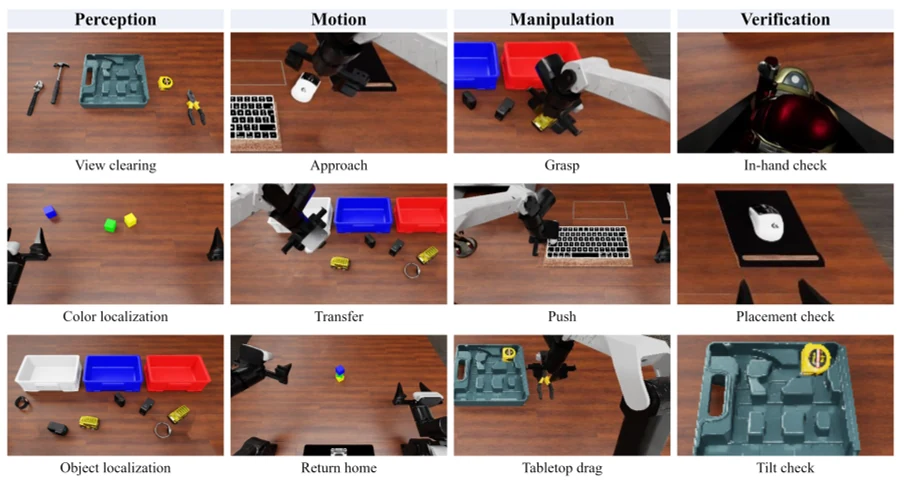 Perception Motion Manipulation Verification
View clearing Approach Grasp In-hand check
Color localization Transfer Push Placement check
Object localization Return home Tabletop drag Tilt check